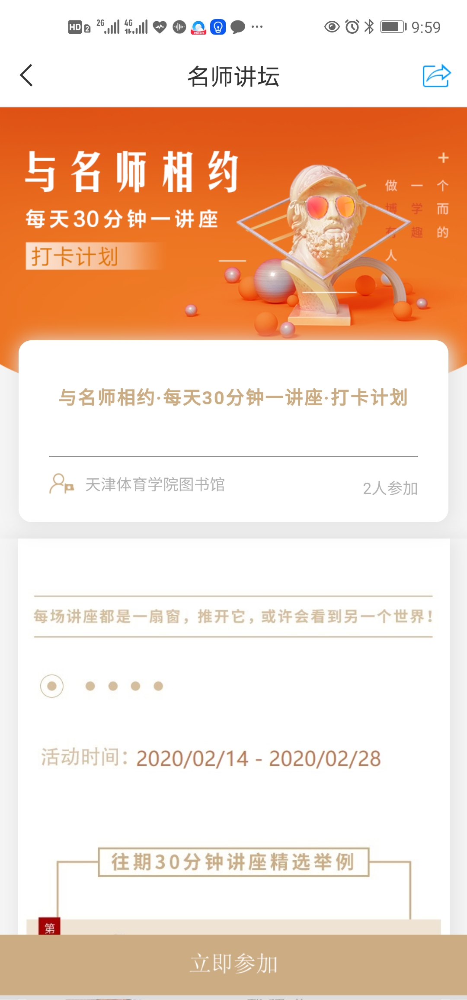 HD 2 2G 4G 9:59
名师讲坛
与名师相约
每天30分钟一讲座
打卡计划
做一个
博学而
有趣的
人
与名师相约·每天30分钟一讲座·打卡计划
天津体育学院图书馆
2人参加
每场讲座都是一扇窗，推开它，或许会看到另一个世界！
活动时间：2020/02/14 - 2020/02/28
往期30分钟讲座精选举例
第
立即参加